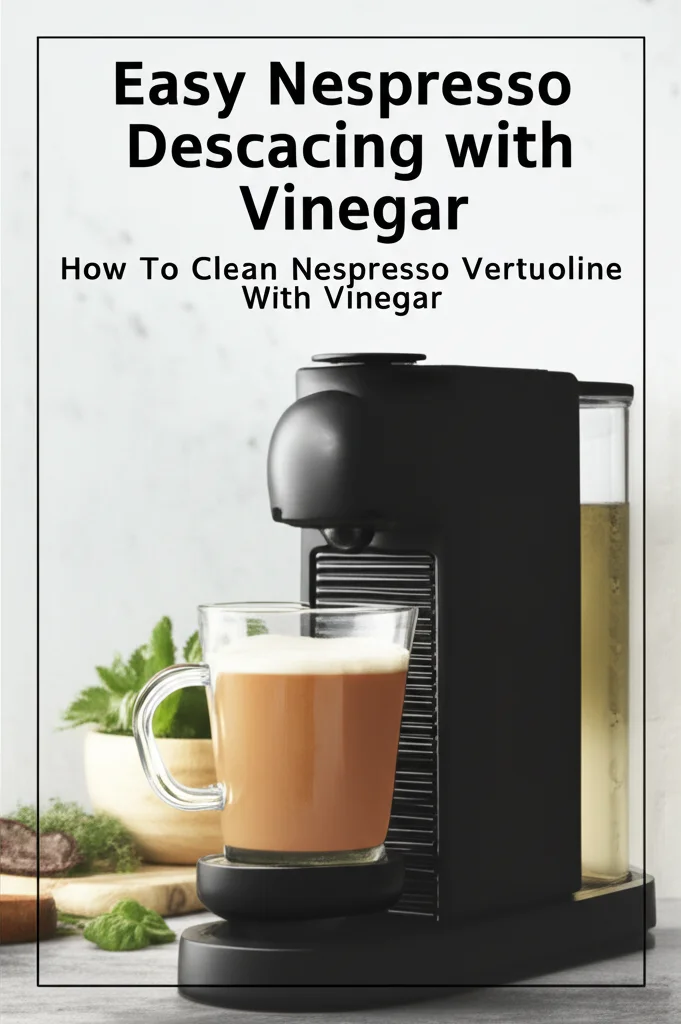 Easy Nespresso
Descacing with
Vinegar
How To Clean Nespresso Vertuoline
With Vinegar